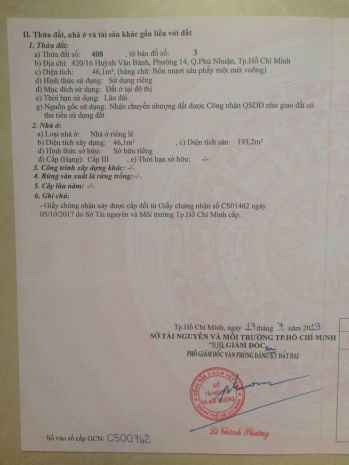 II. Thửa đất, nhà ở và tài sản khác gắn liền với đất
1. Thửa đất:
a) Thửa đất số: 408 , tờ bản đồ số: 3
b) Địa chỉ: 420/16 Huỳnh Văn Bánh, Phường 14, Q.Phú Nhuận, Tp.Hồ Chí Minh
c) Diện tích: 46,1m², (bằng chữ: Bốn mươi sáu phẩy một mét vuông)
d) Hình thức sử dụng: Sử dụng riêng
đ) Mục đích sử dụng: Đất ở tại đô thị
e) Thời hạn sử dụng: Lâu dài
g) Nguồn gốc sử dụng: Nhận chuyển nhượng đất được Công nhận QSDĐ như giao đất có
thu tiền sử dụng đất
2. Nhà ở:
a) Loại nhà ở: Nhà ở riêng lẻ
b) Diện tích xây dựng: 46,1m² , c) Diện tích sàn: 193,2m²
d) Hình thức sở hữu: Sở hữu riêng
đ) Cấp (Hạng): Cấp III , e) Thời hạn sở hữu: -/-
3. Công trình xây dựng khác: -/-
4. Rừng sản xuất là rừng trồng: -/-
5. Cây lâu năm: -/-
6. Ghi chú:
- Giấy chứng nhận này được cấp đổi từ Giấy chứng nhận số CS01462 ngày
05/10/2017 do Sở Tài nguyên và Môi trường Tp.Hồ Chí Minh cấp.
Tp.Hồ Chí Minh, ngày 17 tháng 7 năm 2019
SỞ TÀI NGUYÊN VÀ MÔI TRƯỜNG TP.HỒ CHÍ MINH
TUQ. GIÁM ĐỐC
PHÓ GIÁM ĐỐC VĂN PHÒNG ĐĂNG KÝ ĐẤT ĐAI
SỞ
TÀI NGUYÊN
VÀ MÔI TRƯỜNG
Lê Thành Phương
Số vào sổ cấp GCN: CS00742